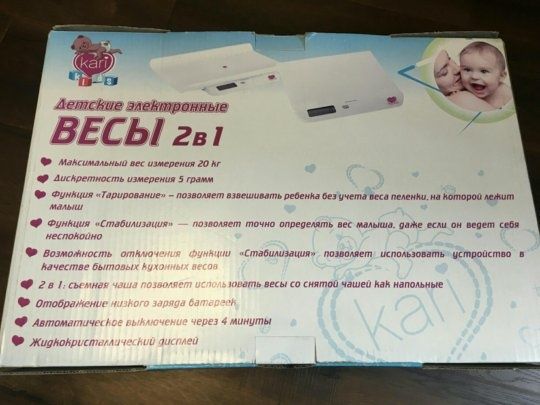 kari
KIDS
Детские электронные
ВЕСЫ 2 в 1
Максимальный вес измерения 20 кг
Дискретность измерения 5 грамм
Функция «Тарирование» – позволяет взвешивать ребенка без учета веса пеленки, на которой лежит
малыш
Функция «Стабилизация» — позволяет точно определять вес малыша, даже если он ведет себя
неспокойно
Возможность отключения функции «Стабилизация» позволяет использовать устройство в
качестве бытовых кухонных весов
2 в 1: съемная чаша позволяет использовать весы со снятой чашей как напольные
Отображение низкого заряда батареек
Автоматическое выключение через 4 минуты
Жидкокристаллический дисплей
kari